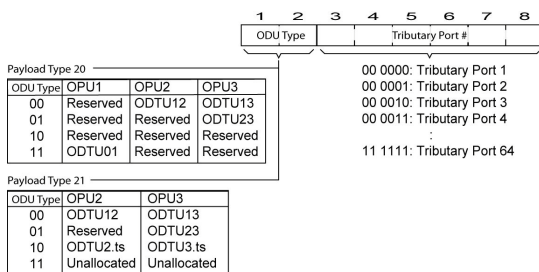 1 2 3 4 5 6 7 8
ODU Type Tributary Port #
Payload Type 20
ODU Type OPU1 OPU2 OPU3
00 Reserved ODTU12 ODTU13
01 Reserved Reserved ODTU23
10 Reserved Reserved Reserved
11 ODTU01 Reserved Reserved
00 0000: Tributary Port 1
00 0001: Tributary Port 2
00 0010: Tributary Port 3
00 0011: Tributary Port 4
:
11 1111: Tributary Port 64
Payload Type 21
ODU Type OPU2 OPU3
00 ODTU12 ODTU13
01 Reserved ODTU23
10 ODTU2.ts ODTU3.ts
11 Unallocated Unallocated